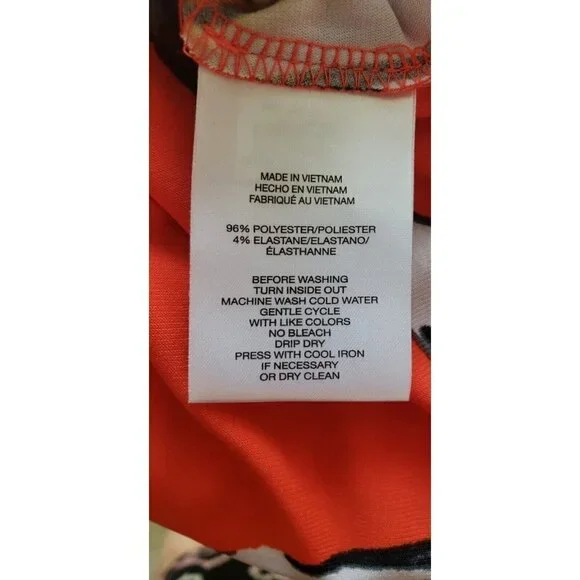 MADE IN VIETNAM
HECHO EN VIETNAM
FABRIQUÉ AU VIETNAM
96% POLYESTER/POLIESTER
4% ELASTANE/ELASTANO/
ÉLASTHANNE
BEFORE WASHING
TURN INSIDE OUT
MACHINE WASH COLD WATER
GENTLE CYCLE
WITH LIKE COLORS
NO BLEACH
DRIP DRY
PRESS WITH COOL IRON
IF NECESSARY
OR DRY CLEAN